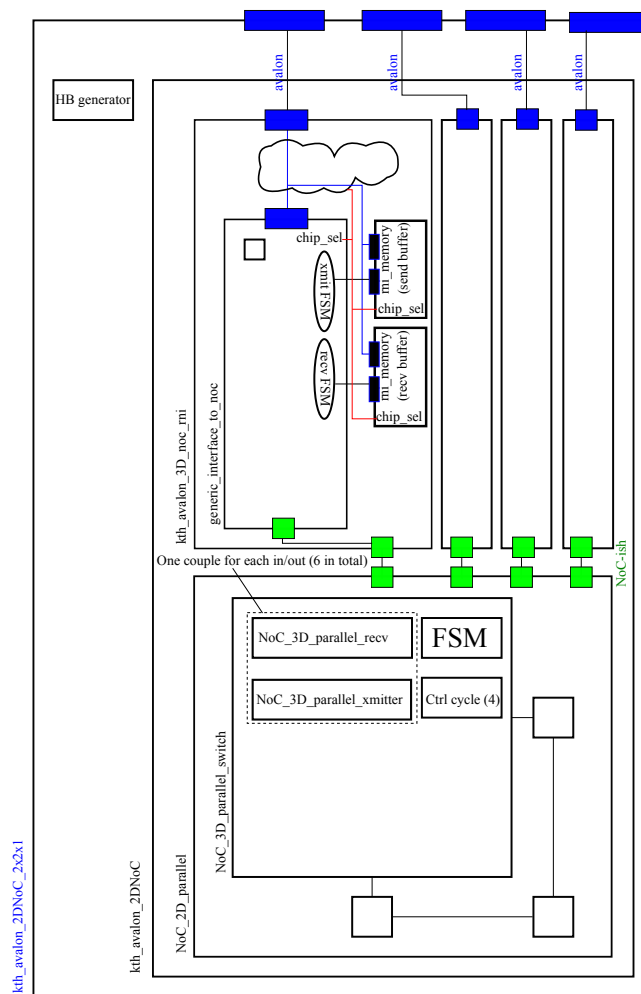 avalon
avalon
avalon
avalon
HB generator
chip_sel
xmit FSM
mi_memory
(send buffer)
chip_sel
recv FSM
mi_memory
(recv buffer)
chip_sel
generic_interface_to_noc
kth_avalon_3D_noc_rni
One couple for each in/out (6 in total)
NoC-ish
NoC_3D_parallel_recv
FSM
NoC_3D_parallel_xmitter
Ctrl cycle (4)
NoC_3D_parallel_switch
NoC_2D_parallel
kth_avalon_2DNoC
kth_avalon_2DNoC_2x2x1